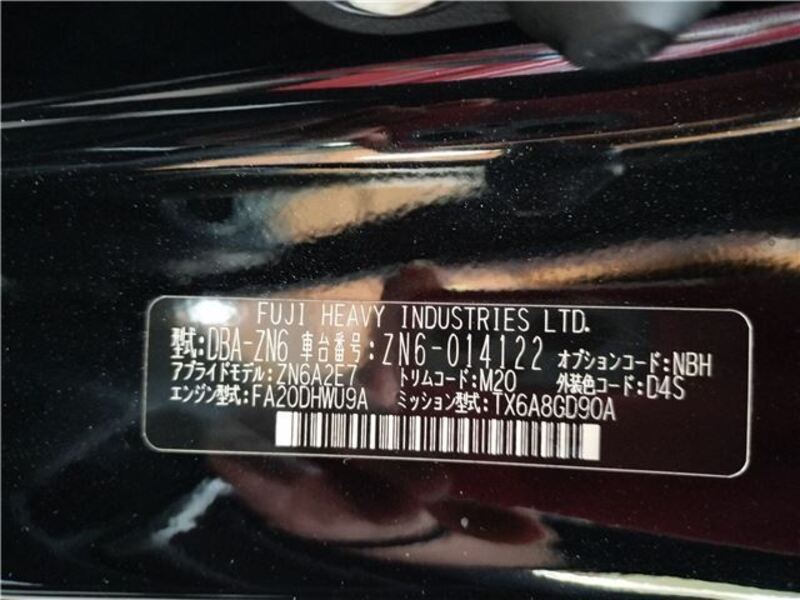 FUJI HEAVY INDUSTRIES LTD.
型式:DBA-ZN6 車台番号:ZN6-014122 オプションコード:NBH
アプライドモデル:ZN6A2E7 トリムコード:M20 外装色コード:D4S
エンジン型式:FA20DHWU9A ミッション型式:TX6A8GD90A